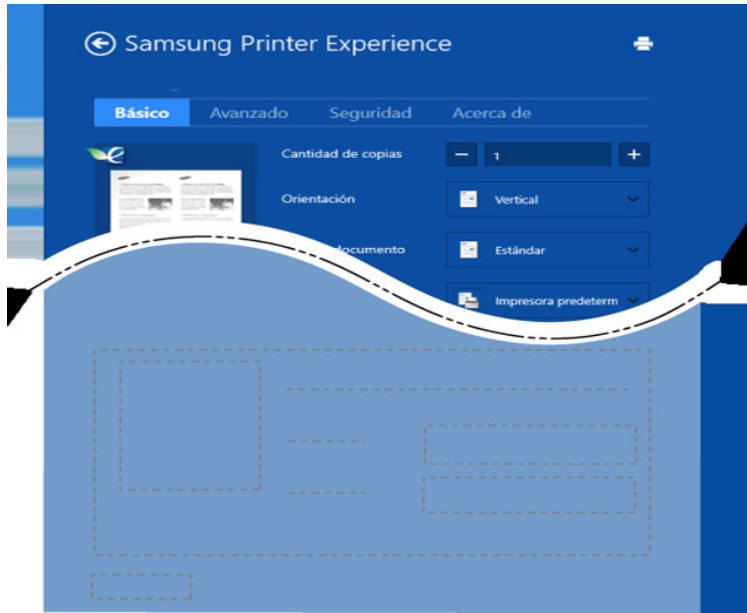 Samsung Printer Experience
Básico Avanzado Seguridad Acerca de
Cantidad de copias 1
Orientación Vertical
documento Estándar
Impresora predeterm